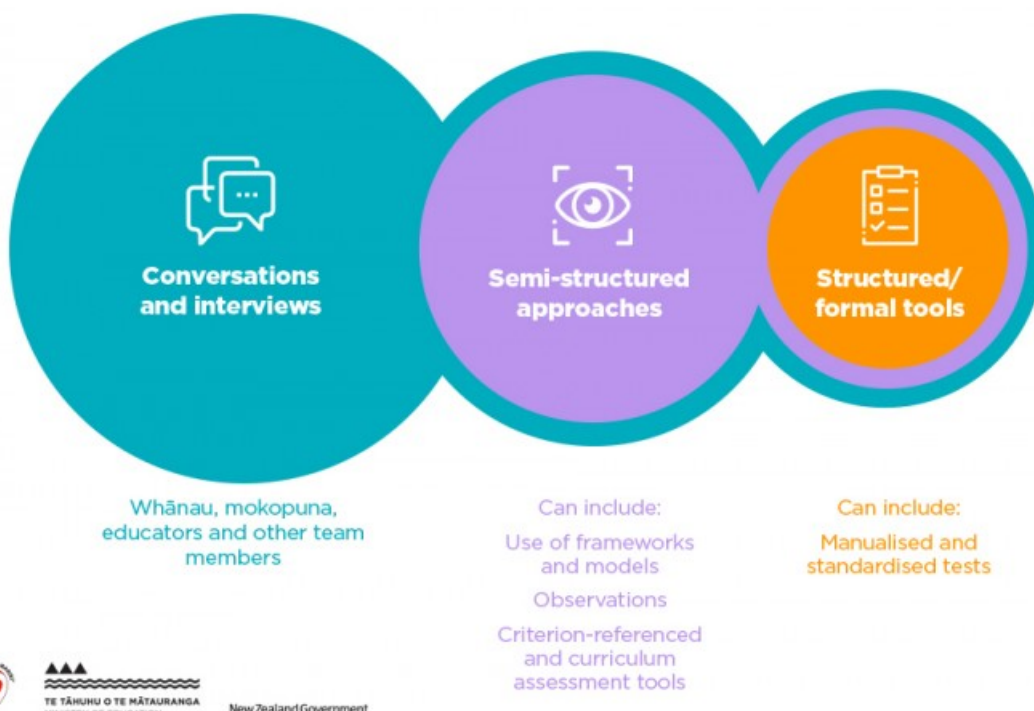 Conversations
and interviews
Semi-structured
approaches
Structured/
formal tools
Whānau, mokopuna,
educators and other team
members
Can include:
Use of frameworks
and models
Observations
Criterion-referenced
and curriculum
assessment tools
Can include:
Manualised and
standardised tests
TE TĀHUHU O TE MĀTAURANGA
New Zealand Government